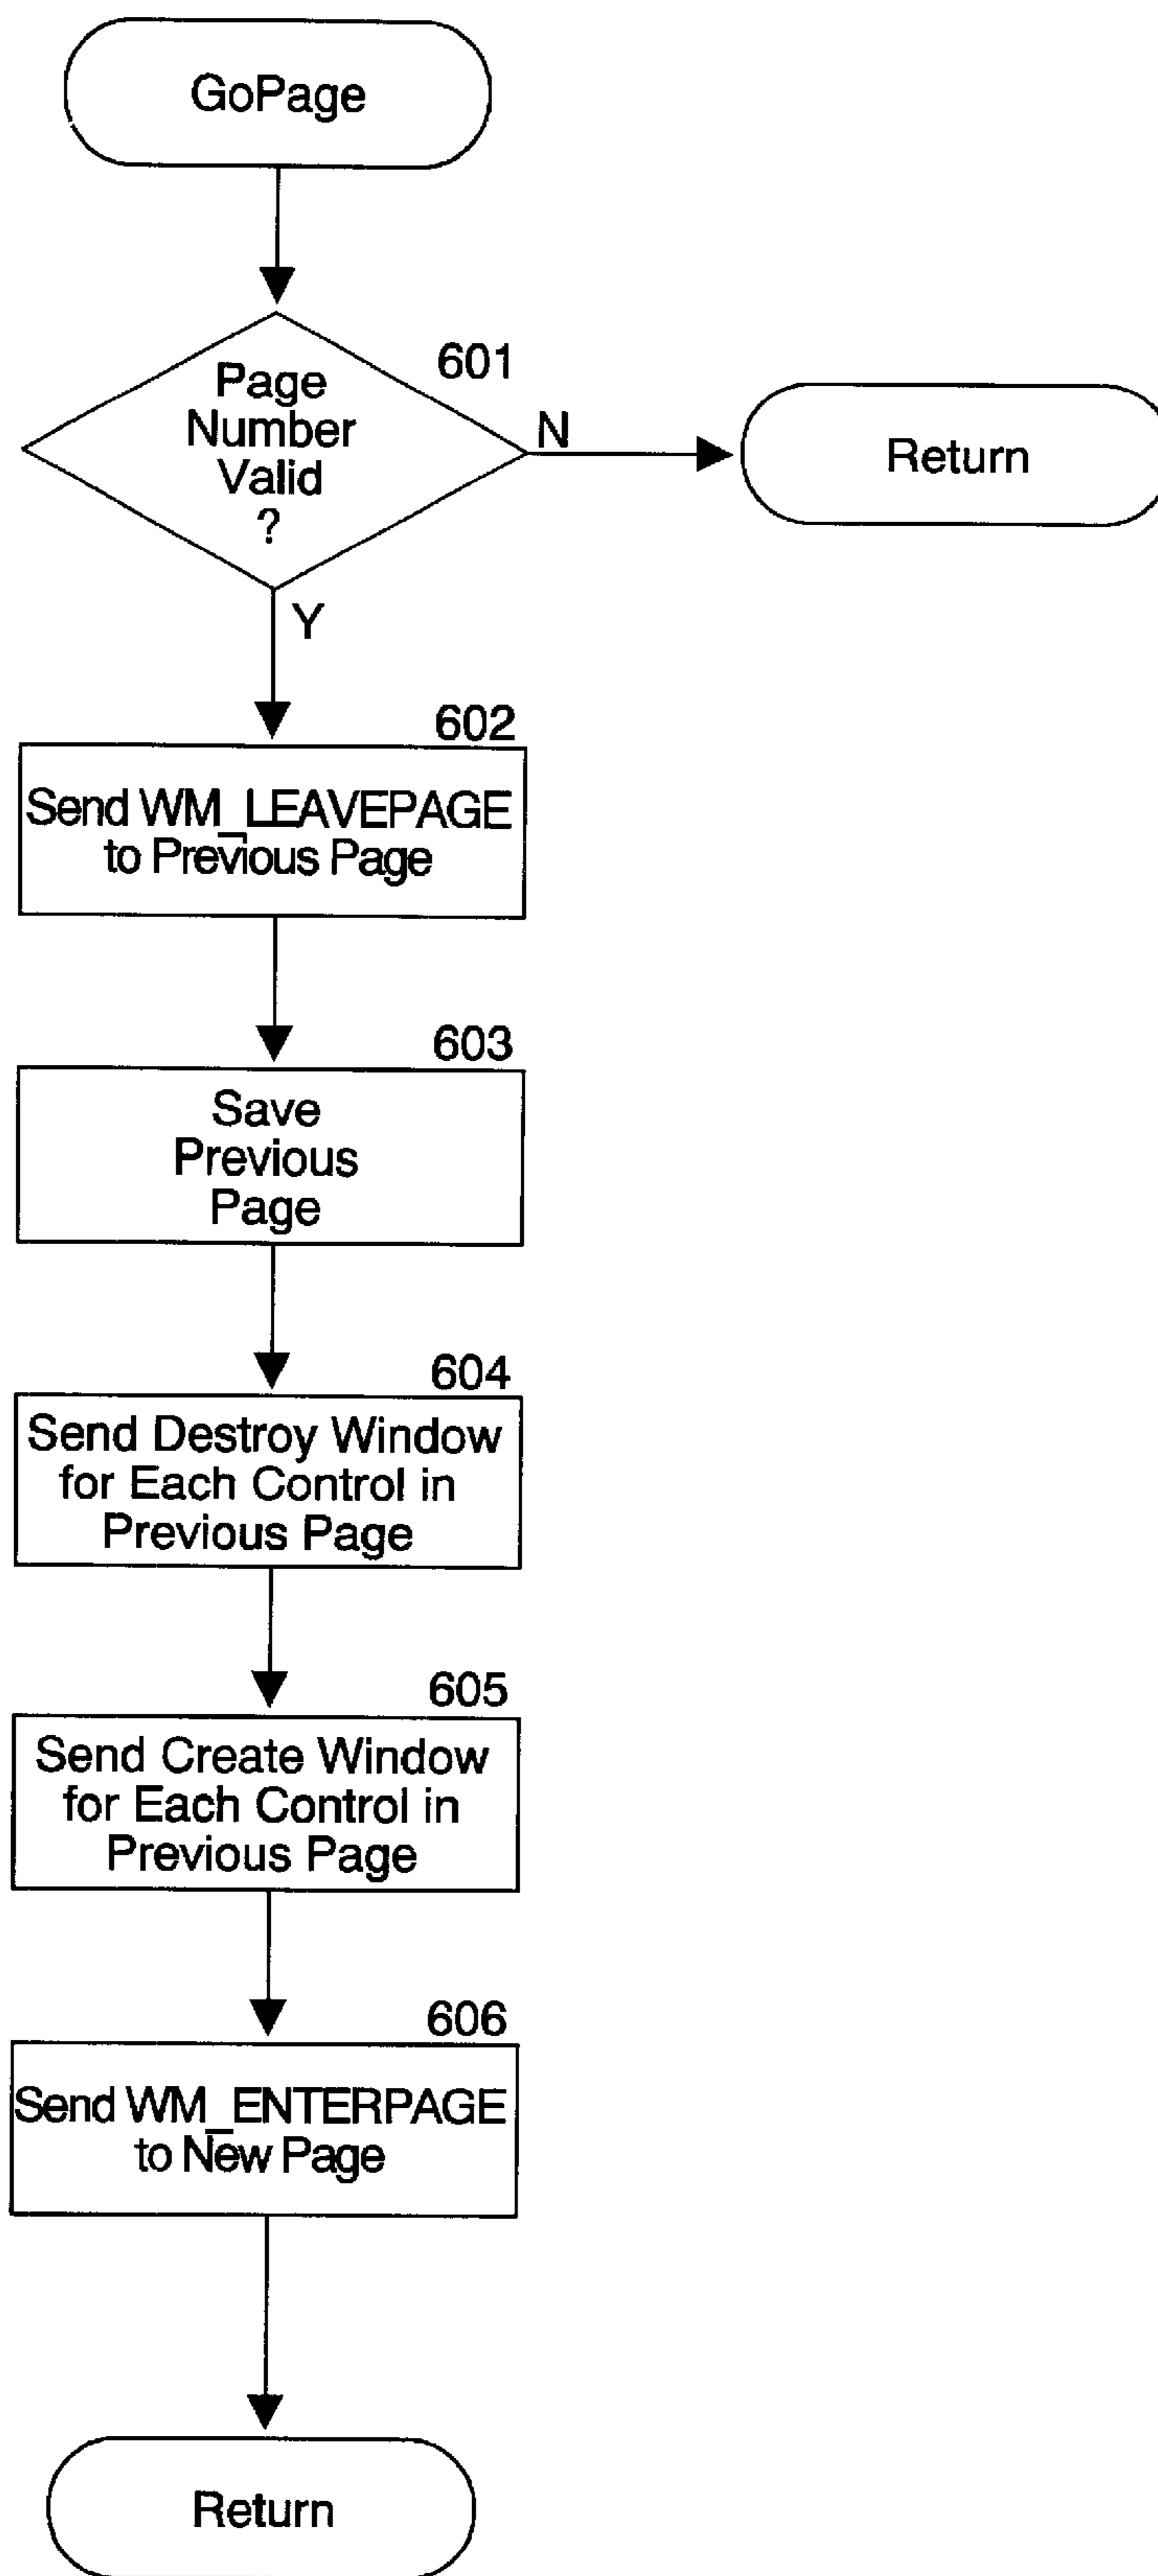 GoPage
601
Page
Number
Valid
?
N
Return
Y
602
Send WM_LEAVEPAGE
to Previous Page
603
Save
Previous
Page
604
Send Destroy Window
for Each Control in
Previous Page
605
Send Create Window
for Each Control in
Previous Page
606
Send WM_ENTERPAGE
to New Page
Return